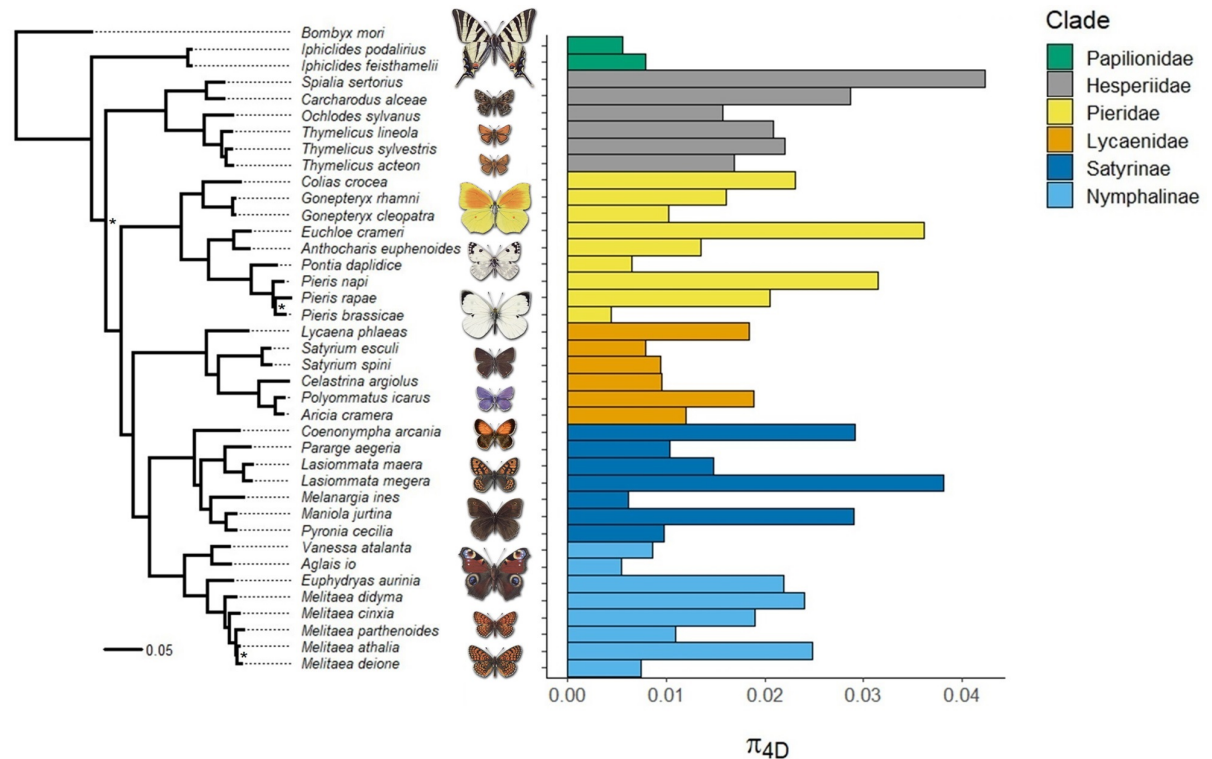 Bombyx mori
Iphiclides podalirius
Iphiclides feisthamelii
Spialia sertorius
Carcharodus alceae
Ochlodes sylvanus
Thymelicus lineola
Thymelicus sylvestris
Thymelicus acteon
Colias crocea
Gonepteryx rhamni
Gonepteryx cleopatra
Euchloe crameri
Anthocharis euphenoides
Pontia daplidice
Pieris napi
Pieris rapae
Pieris brassicae
Lycaena phlaeas
Satyrium esculi
Satyrium spini
Celastrina argiolus
Polyommatus icarus
Aricia cramera
Coenonympha arcania
Pararge aegeria
Lasiommata maera
Lasiommata megera
Melanargia ines
Maniola jurtina
Pyronia cecilia
Vanessa atalanta
Aglais io
Euphydryas aurinia
Melitaea didyma
Melitaea cinxia
Melitaea parthenoides
Melitaea athalia
Melitaea deione
*
*
*
0.05
0.00 0.01 0.02 0.03 0.04
π4D
Clade
Papilionidae
Hesperiidae
Pieridae
Lycaenidae
Satyrinae
Nymphalinae